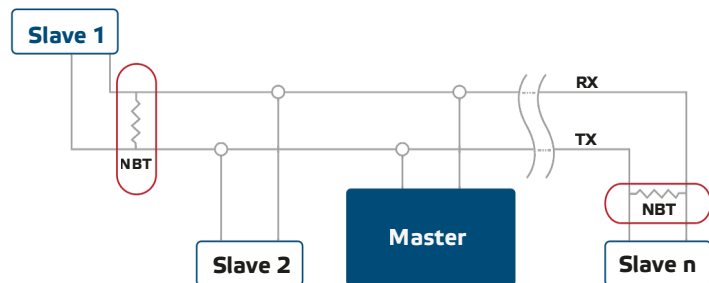 Slave 1
RX
TX
NBT
NBT
Master
Slave 2
Slave n